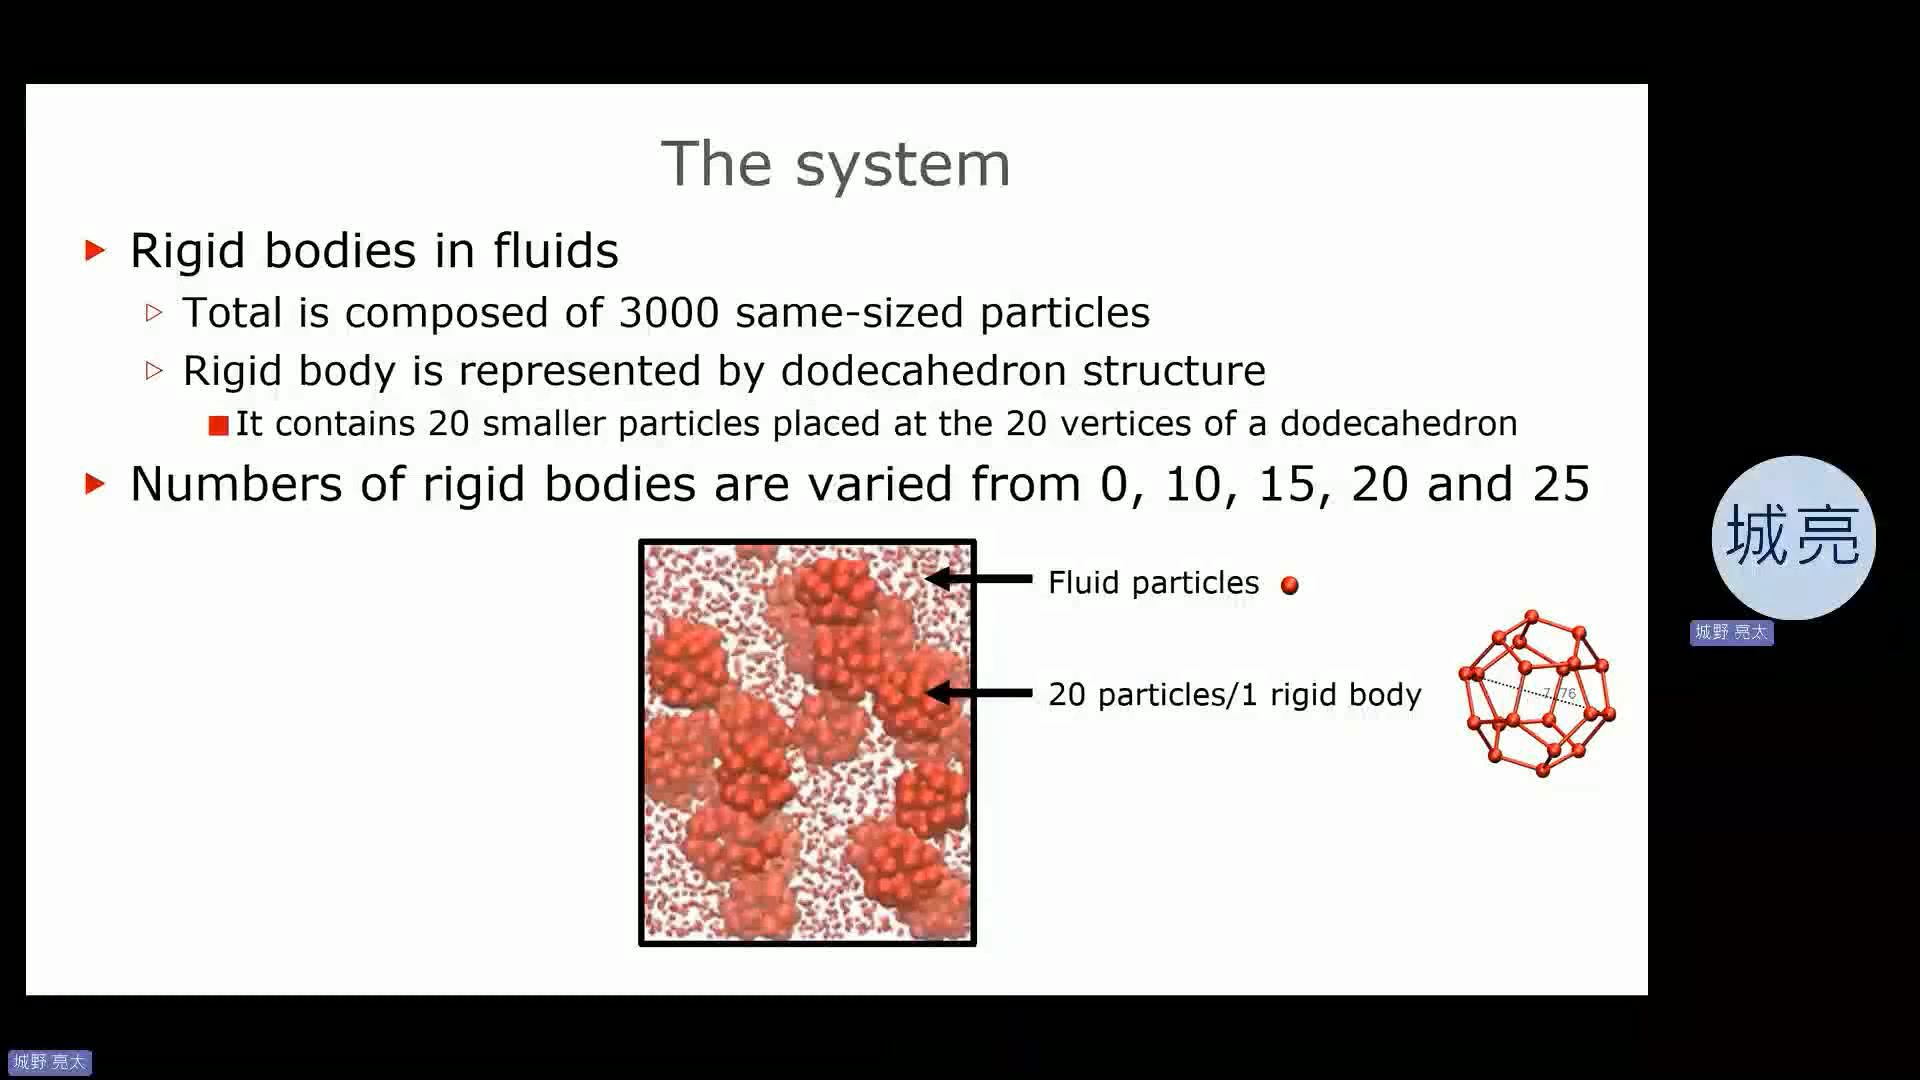 The system
Rigid bodies in fluids
Total is composed of 3000 same-sized particles
Rigid body is represented by dodecahedron structure
It contains 20 smaller particles placed at the 20 vertices of a dodecahedron
Numbers of rigid bodies are varied from 0, 10, 15, 20 and 25
Fluid particles
20 particles/1 rigid body
城亮
城野 亮太
城野 亮太